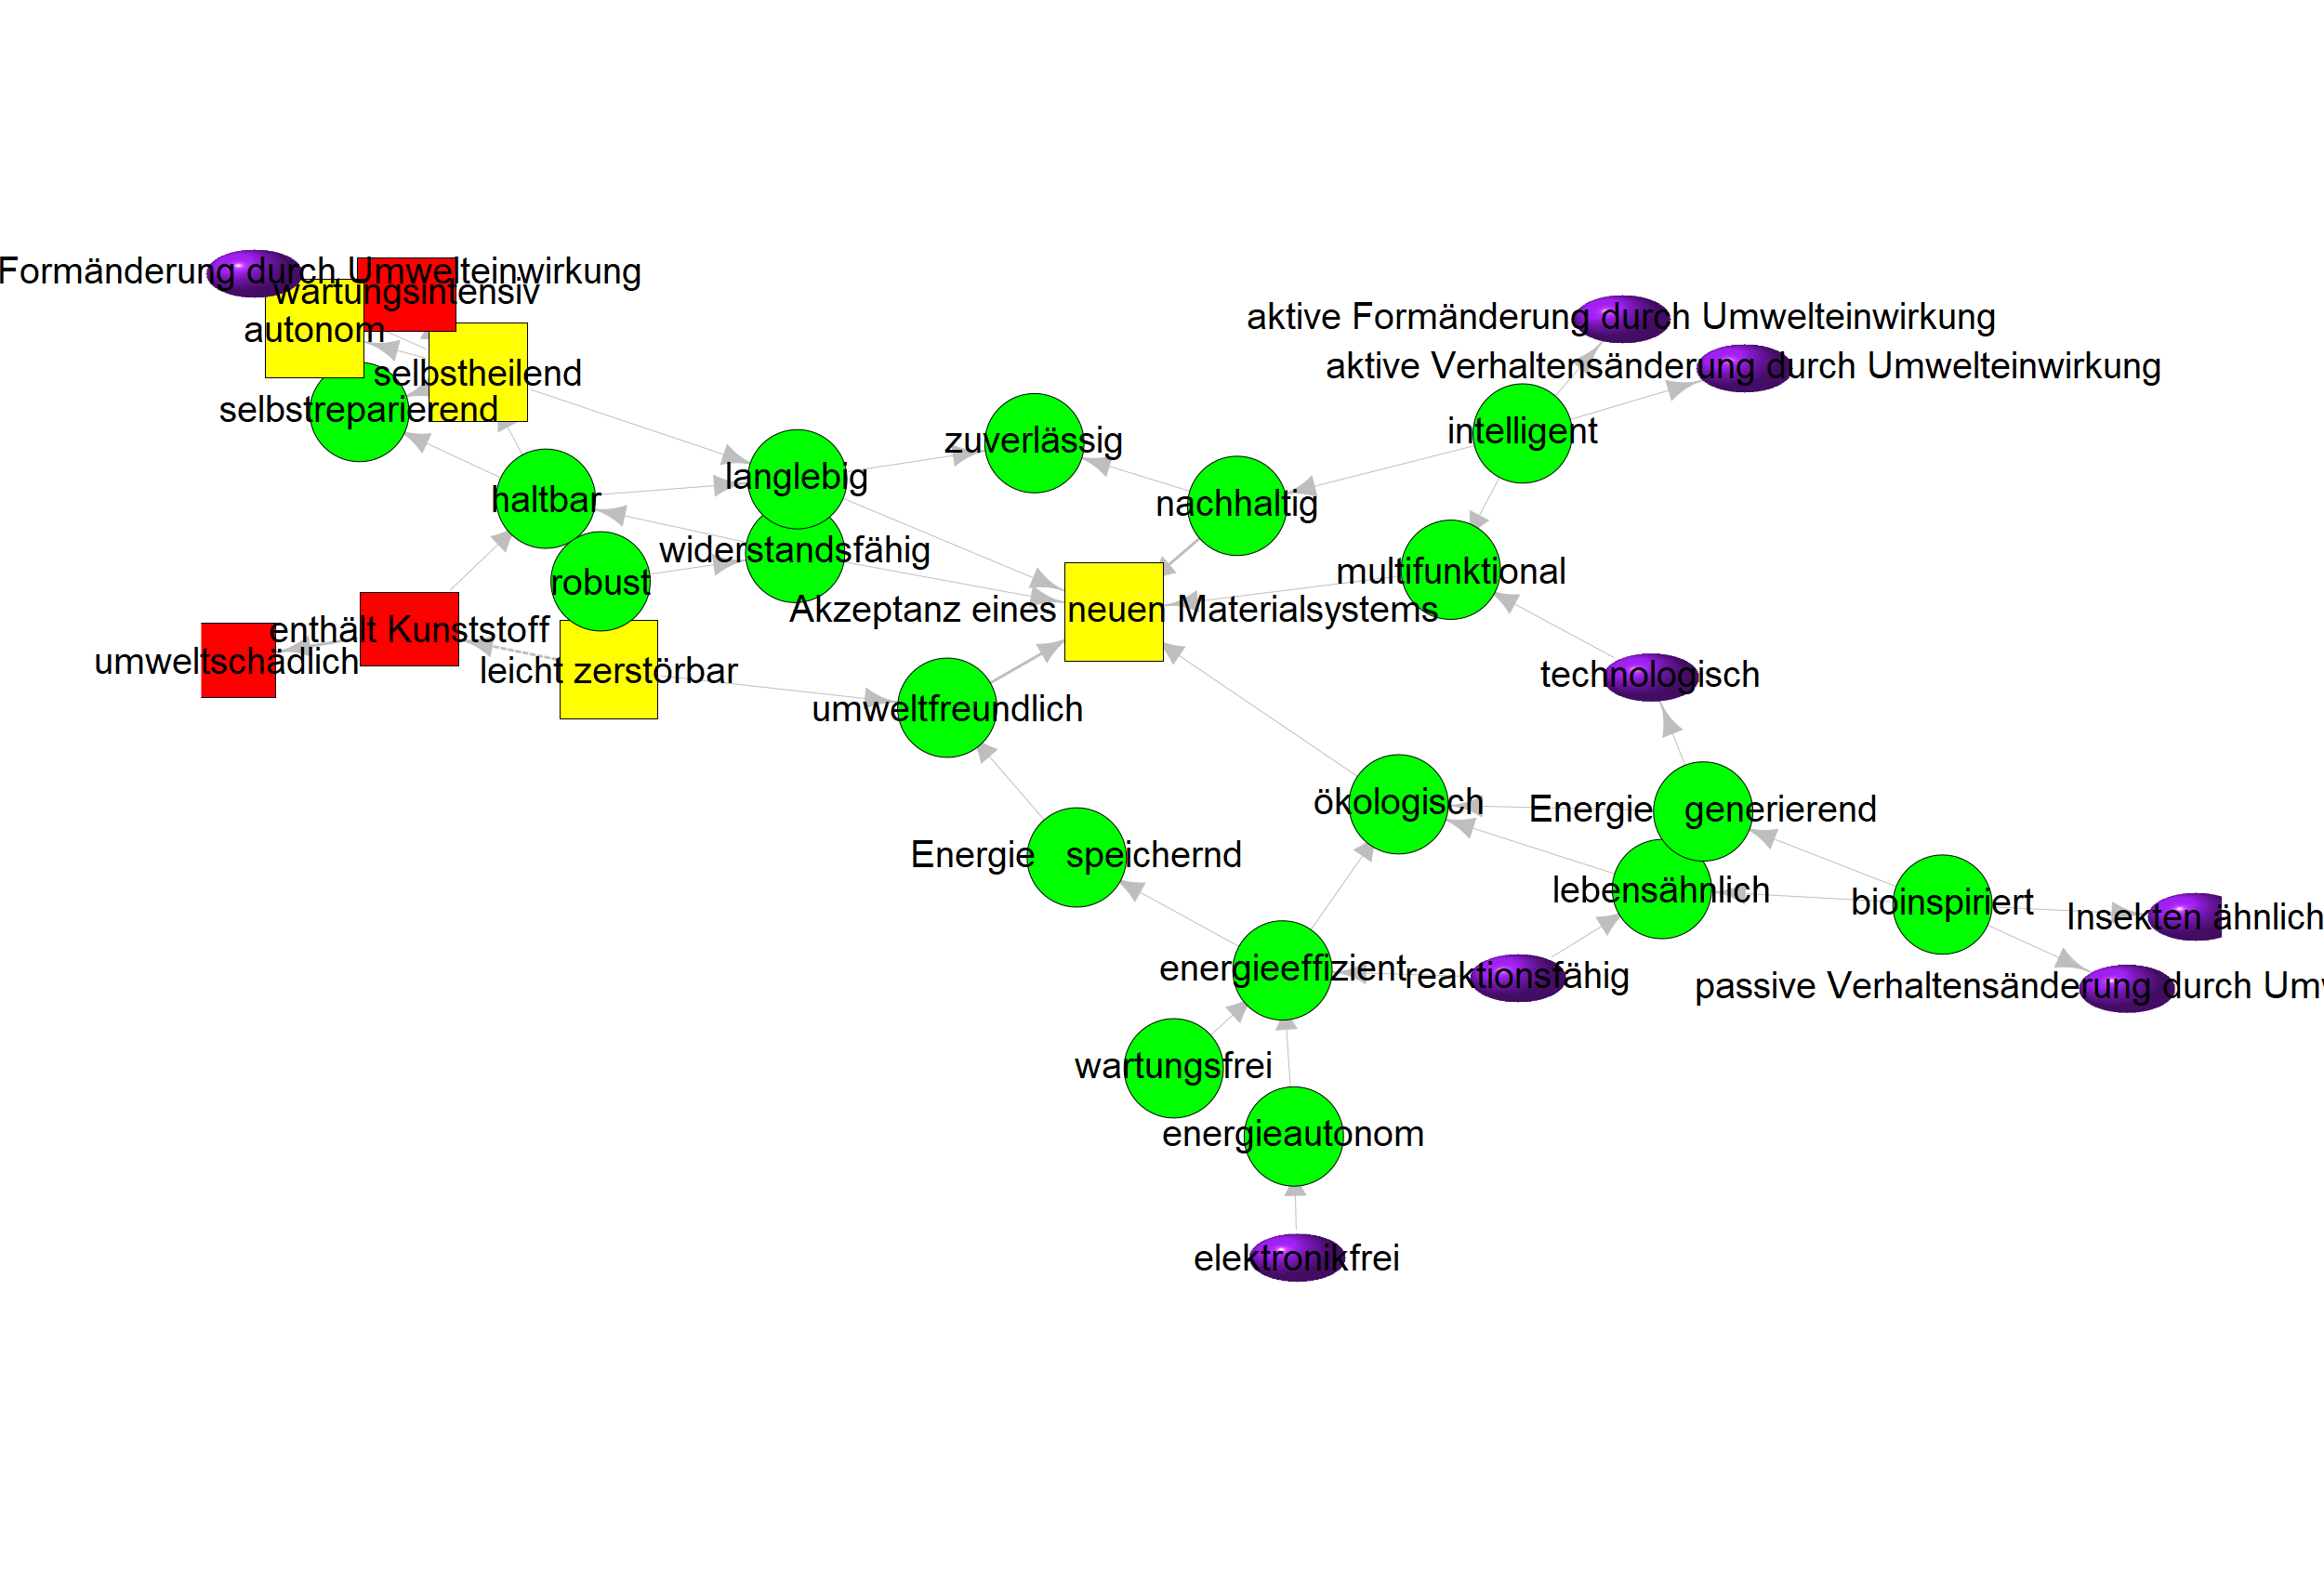 Formänderung durch Umwelteinwirkung
wartungsintensiv
autonom
selbstheilend
selbstreparierend
aktive Formänderung durch Umwelteinwirkung
aktive Verhaltensänderung durch Umwelteinwirkung
intelligent
zuverlässig
langlebig
haltbar
nachhaltig
widerstandsfähig
robust
multifunktional
Akzeptanz eines neuen Materialsystems
enthält Kunststoff
umweltschädlich
leicht zerstörbar
technologisch
umweltfreundlich
ökologisch
Energie generierend
Energie speichernd
lebensähnlich
bioinspiriert
Insekten ähnlich
energieeffizient
reaktionsfähig
passive Verhaltensänderung durch
wartungsfrei
energieautonom
elektronikfrei